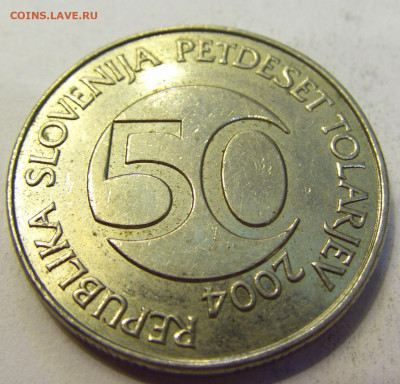 COINS.LAVE.RU
REPUBLIKA SLOVENIJA PETDESET TOLARJEV 2004
50